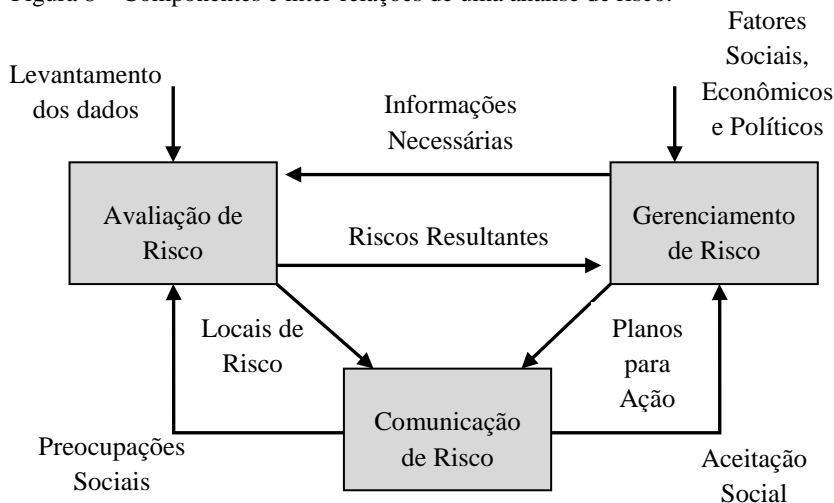 Figura – Componentes e inter-relações de uma análise de risco.
Fatores
Sociais,
Econômicos
e Políticos
Levantamento
dos dados
Informações
Necessárias
Avaliação de
Risco
Riscos Resultantes
Gerenciamento
de Risco
Locais de
Risco
Planos
para
Ação
Comunicação
de Risco
Preocupações
Sociais
Aceitação
Social